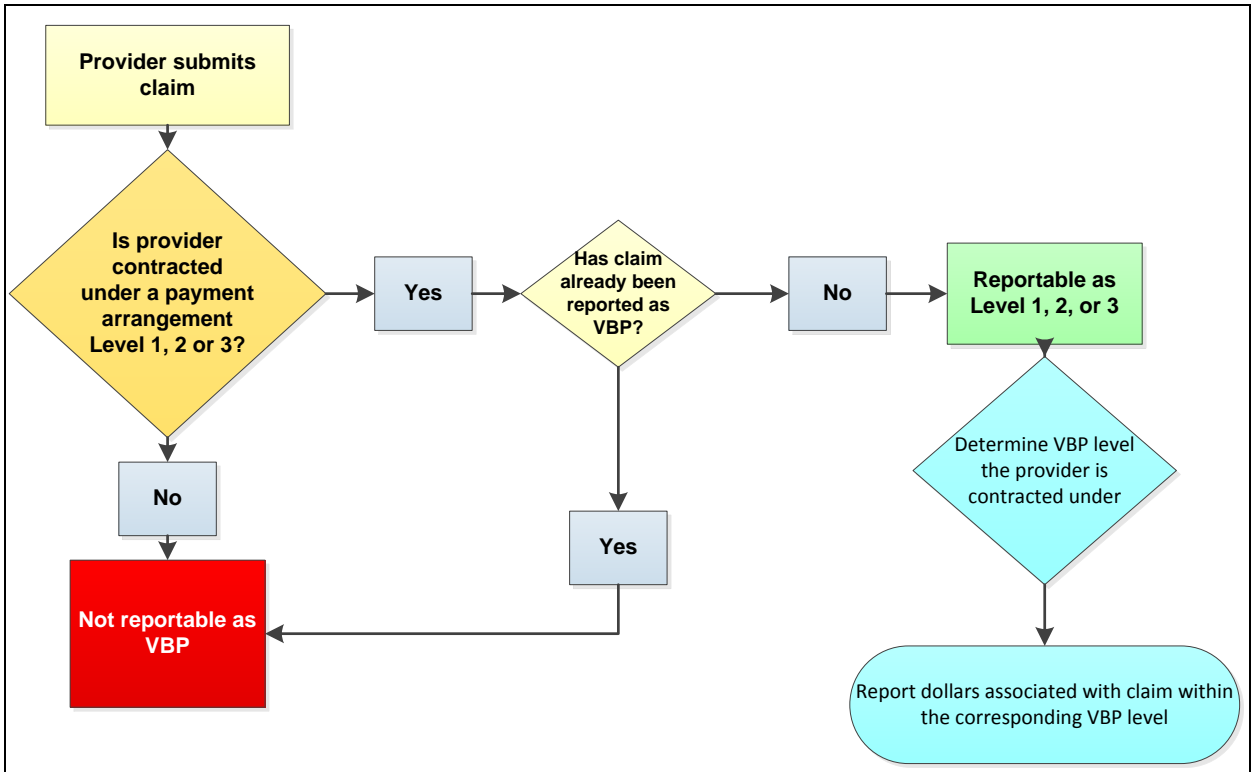 Provider submits
claim
Is provider
contracted
under a payment
arrangement
Level 1, 2 or 3?
Yes
Has claim
already been
reported as
VBP?
No
Reportable as
Level 1, 2, or 3
Determine VBP level
the provider is
contracted under
No
Yes
Not reportable as
VBP
Report dollars associated with claim within
the corresponding VBP level